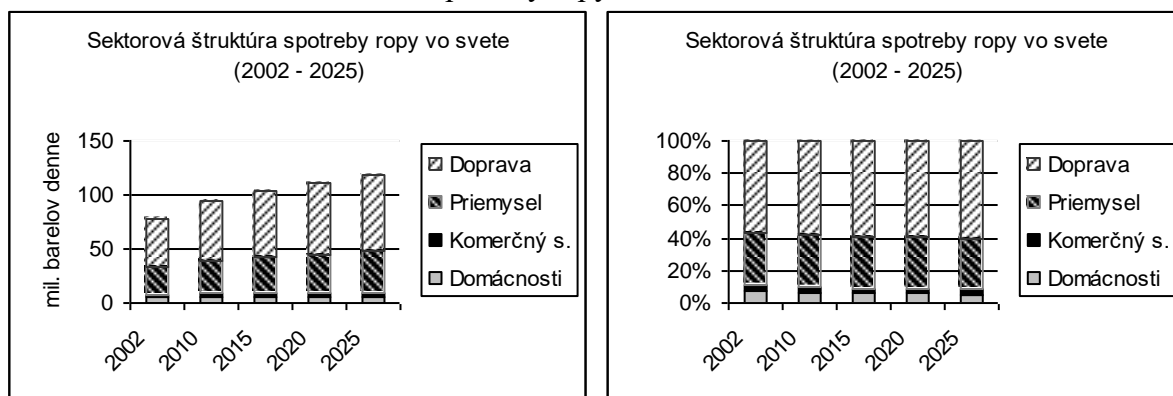 Sektorová štruktúra spotreby ropy vo svete
(2002 - 2025)
mil. barelov denne
150
100
50
0
2002
2010
2015
2020
2025
Doprava
Priemysel
Komerčný s.
Domácnosti
Sektorová štruktúra spotreby ropy vo svete
(2002 - 2025)
100%
80%
60%
40%
20%
0%
2002
2010
2015
2020
2025
Doprava
Priemysel
Komerčný s.
Domácnosti